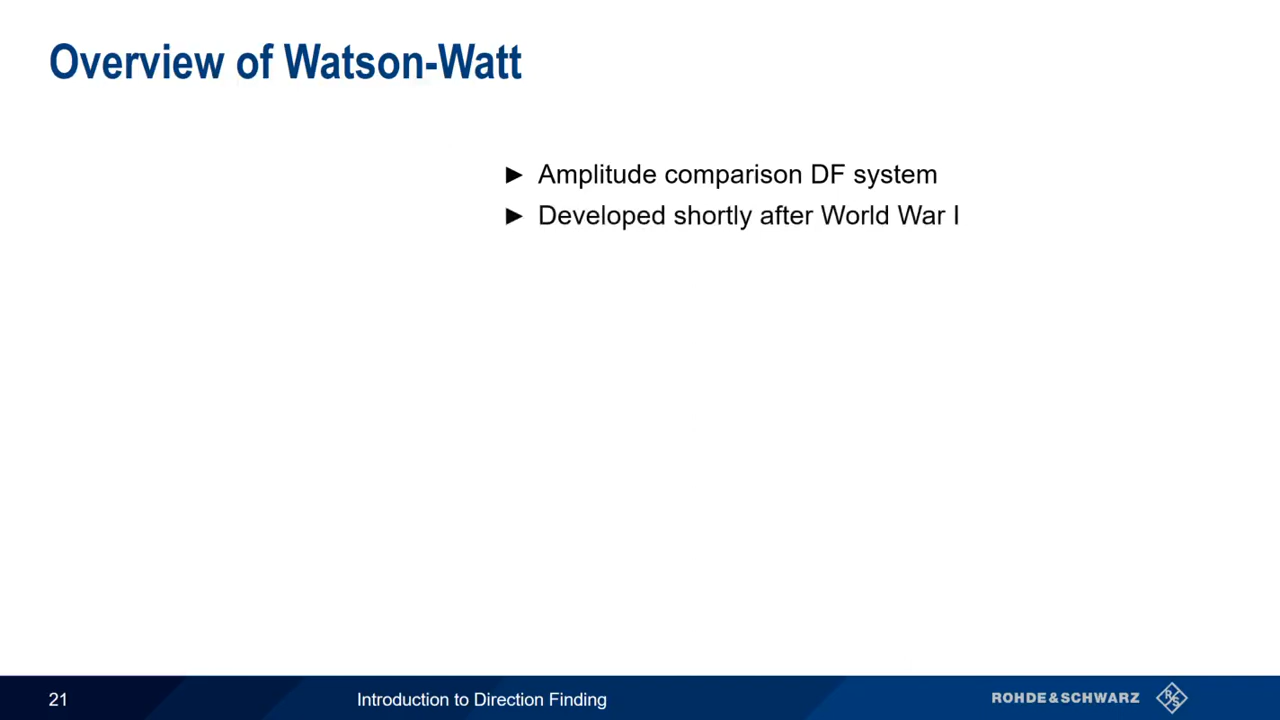 Overview of Watson-Watt
► Amplitude comparison DF system
► Developed shortly after World War I
21
Introduction to Direction Finding
ROHDE&SCHWARZ
R
S